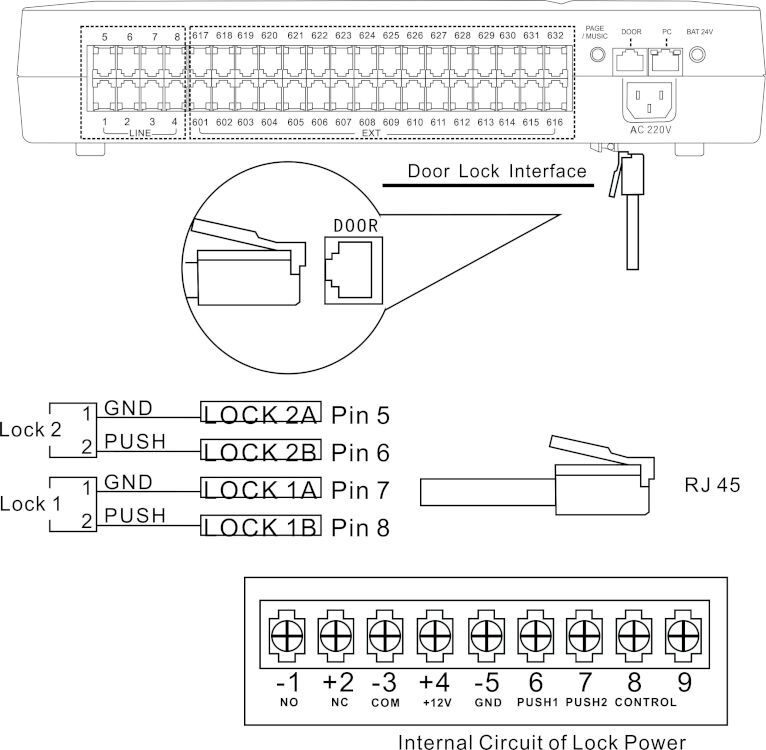 5 6 7 8 617 618 619 620 621 622 623 624 625 626 627 628 629 630 631 632
PAGE
/ MUSIC
DOOR
PC
BAT 24V
1 2 3 4 601 602 603 604 605 606 607 608 609 610 611 612 613 614 615 616
LINE
EXT
AC 220V
Door Lock Interface
DOOR
Lock 2
1 GND LOCK 2A Pin 5
2 PUSH LOCK 2B Pin 6
Lock 1
1 GND LOCK 1A Pin 7
2 PUSH LOCK 1B Pin 8
RJ 45
-1 +2 -3 +4 -5 6 7 8 9
NO NC COM +12V GND PUSH1 PUSH2 CONTROL
Internal Circuit of Lock Power